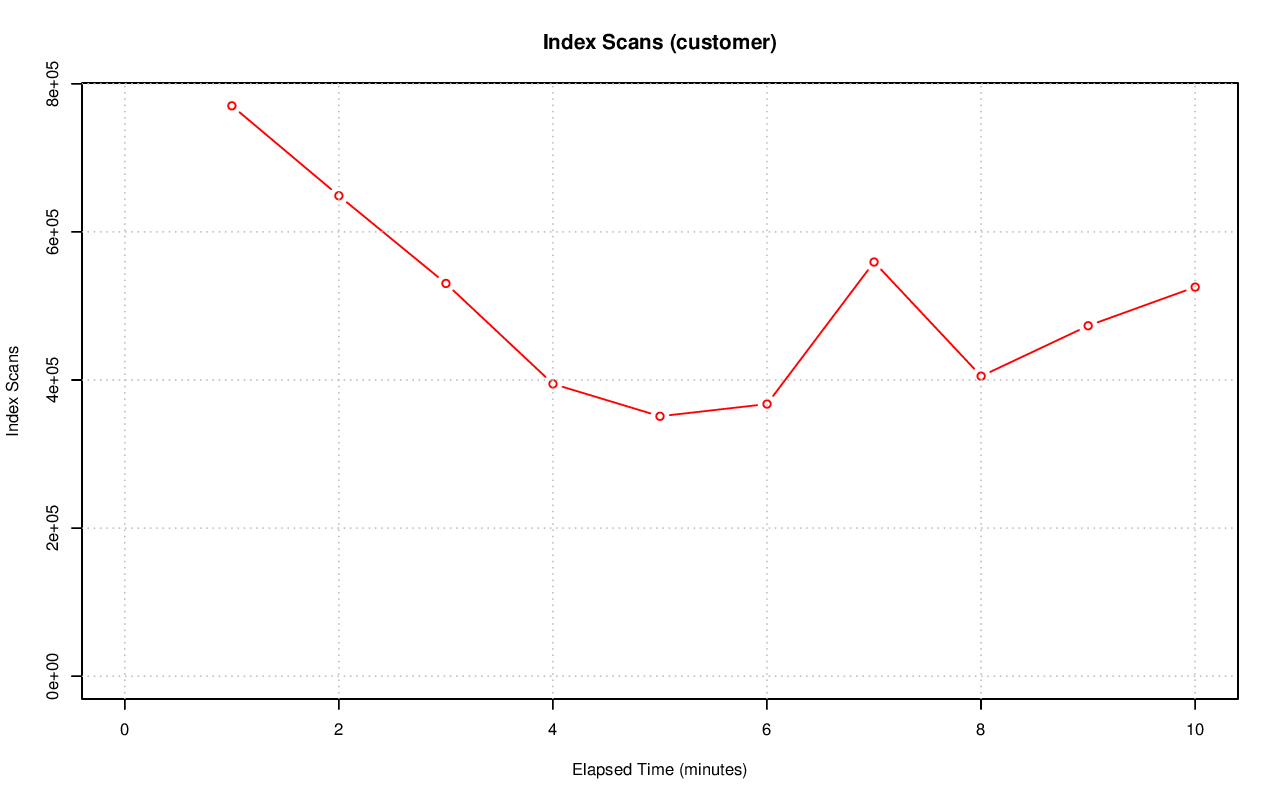 Index Scans (customer)
8e+05
6e+05
4e+05
2e+05
0e+00
Index Scans
0 2 4 6 8 10
Elapsed Time (minutes)